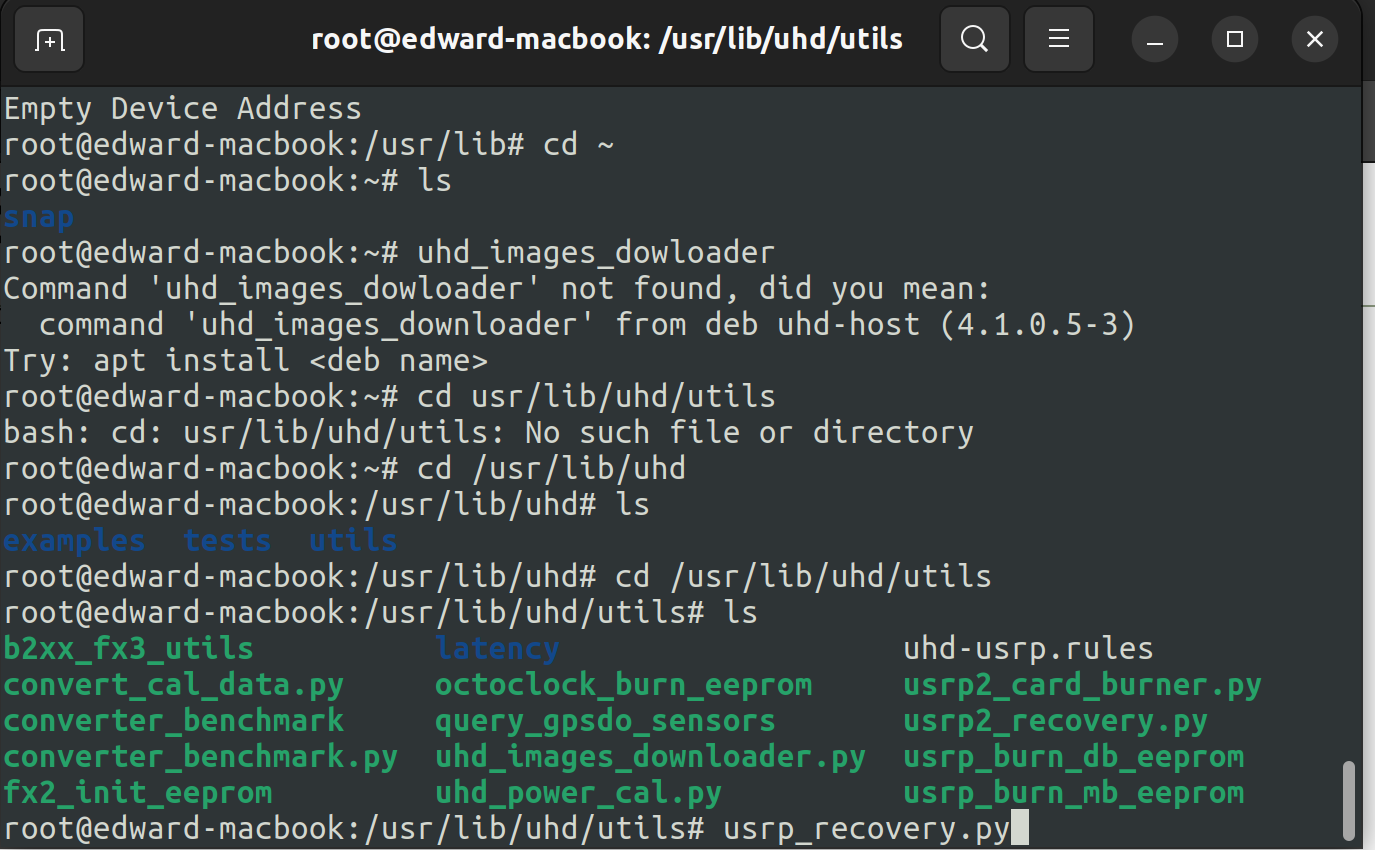 root@edward-macbook: /usr/lib/uhd/utils
Empty Device Address
root@edward-macbook:/usr/lib# cd ~
root@edward-macbook:~# ls
snap
root@edward-macbook:~# uhd_images_dowloader
Command 'uhd_images_dowloader' not found, did you mean:
  command 'uhd_images_downloader' from deb uhd-host (4.1.0.5-3)
Try: apt install <deb name>
root@edward-macbook:~# cd usr/lib/uhd/utils
bash: cd: usr/lib/uhd/utils: No such file or directory
root@edward-macbook:~# cd /usr/lib/uhd
root@edward-macbook:/usr/lib/uhd# ls
examples  tests  utils
root@edward-macbook:/usr/lib/uhd# cd /usr/lib/uhd/utils
root@edward-macbook:/usr/lib/uhd/utils# ls
b2xx_fx3_utils          latency                   uhd-usrp.rules
convert_cal_data.py     octoclock_burn_eeprom     usrp2_card_burner.py
converter_benchmark     query_gpsdo_sensors       usrp2_recovery.py
converter_benchmark.py  uhd_images_downloader.py  usrp_burn_db_eeprom
fx2_init_eeprom         uhd_power_cal.py          usrp_burn_mb_eeprom
root@edward-macbook:/usr/lib/uhd/utils# usrp_recovery.py